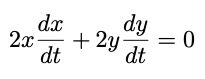 2x dx/dt + 2y dy/dt = 0